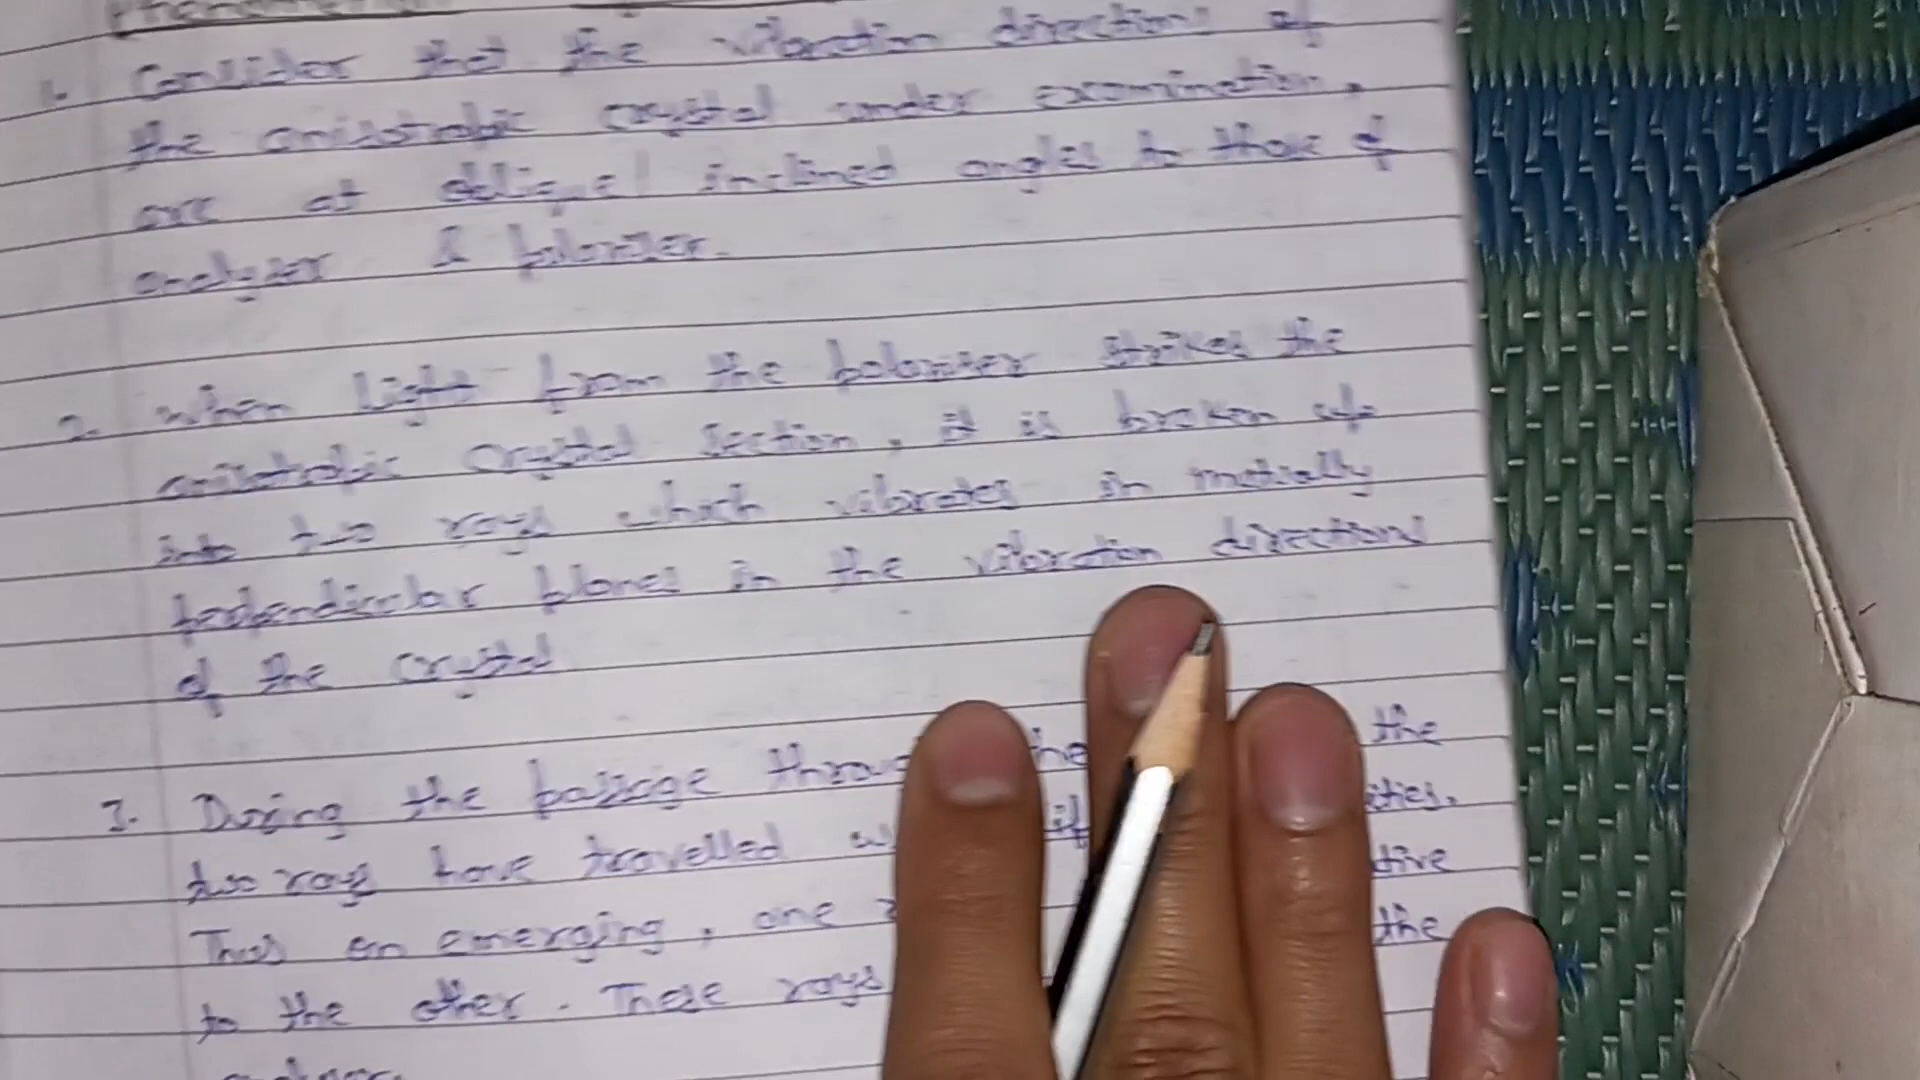 Phenomenon
1. Consider that the vibration directions of
the anisotropic crystal under examination,
are at oblique/ inclined angles to those of
analyser & polarizer.
2. When light from the polarizer strikes the
anisotropic crystal section, it is broken up
into two rays which vibrates in mutually
perpendicular planes in the vibration directions
of the crystal
3. During the passage the
two rays have travelled
Thus on emerging, one
to the other. These rays the